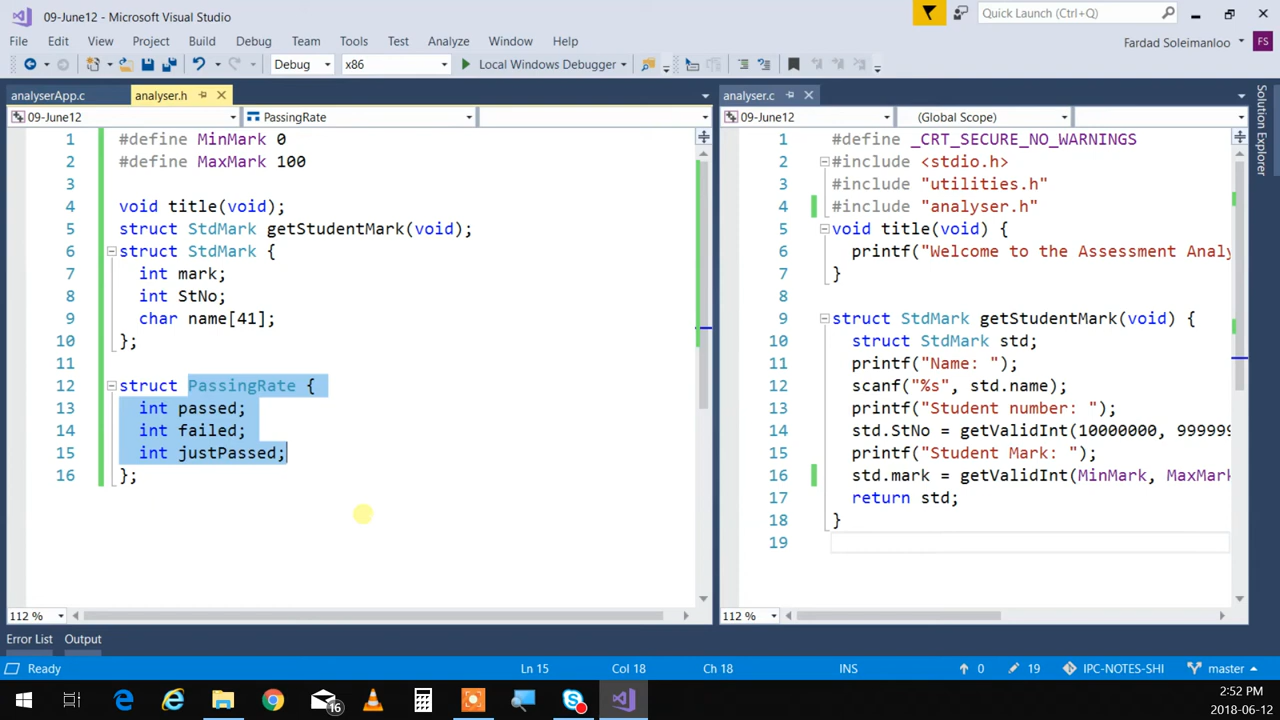 09-June12 - Microsoft Visual Studio
Quick Launch (Ctrl+Q)
File Edit View Project Build Debug Team Tools Test Analyze Window Help
Fardad Soleimanloo FS
Debug x86 Local Windows Debugger
analyserApp.c analyser.h
09-June12 PassingRate
1 #define MinMark 0
2 #define MaxMark 100
3
4 void title(void);
5 struct StdMark getStudentMark(void);
6 struct StdMark {
7 int mark;
8 int StNo;
9 char name[41];
10 };
11
12 struct PassingRate {
13 int passed;
14 int failed;
15 int justPassed;
16 };
112 %
analyser.c
09-June12 (Global Scope)
1 #define _CRT_SECURE_NO_WARNINGS
2 #include <stdio.h>
3 #include "utilities.h"
4 #include "analyser.h"
5 void title(void) {
6 printf("Welcome to the Assessment Analy
7 }
8
9 struct StdMark getStudentMark(void) {
10 struct StdMark std;
11 printf("Name: ");
12 scanf("%s", std.name);
13 printf("Student number: ");
14 std.StNo = getValidInt(10000000, 999999
15 printf("Student Mark: ");
16 std.mark = getValidInt(MinMark, MaxMark
17 return std;
18 }
19
112 %
Solution Explorer
Error List Output
Ready Ln 15 Col 18 Ch 18 INS 0 19 IPC-NOTES-SHI master
16
2:52 PM
2018-06-12